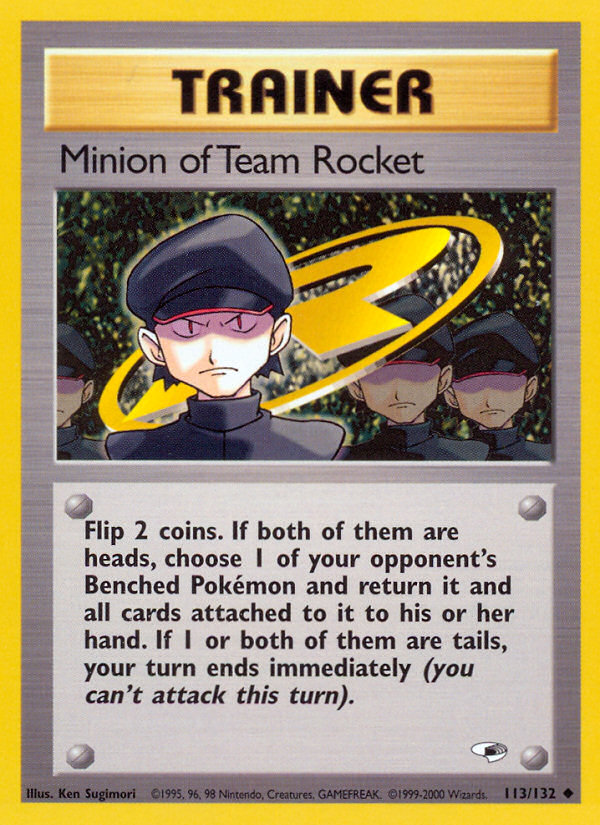 TRAINER
Minion of Team Rocket
Flip 2 coins. If both of them are
heads, choose 1 of your opponent's
Benched Pokémon and return it and
all cards attached to it to his or her
hand. If 1 or both of them are tails,
your turn ends immediately (you
can't attack this turn).
Illus. Ken Sugimori ©1995, 96, 98 Nintendo, Creatures, GAMEFREAK. ©1999-2000 Wizards. 113/132 ◆